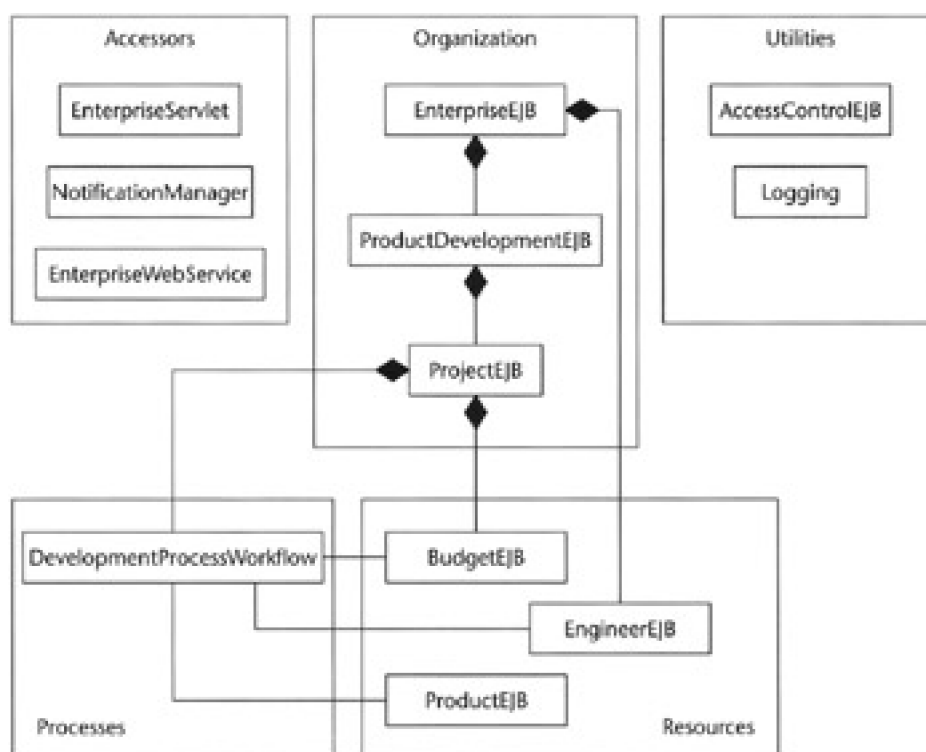 Accessors
EnterpriseServlet
NotificationManager
EnterpriseWebService
Organization
EnterpriseEJB
ProductDevelopmentEJB
ProjectEJB
Utilities
AccessControlEJB
Logging
DevelopmentProcessWorkflow
Processes
BudgetEJB
EngineerEJB
ProductEJB
Resources